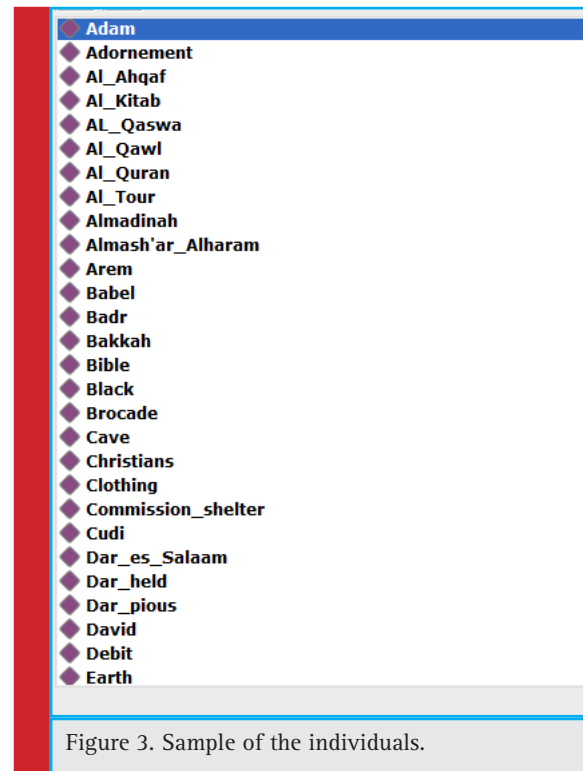 Adam
Adornement
Al_Ahqaf
Al_Kitab
AL_Qaswa
Al_Qawl
Al_Quran
Al_Tour
Almadinah
Almash'ar_Alharam
Arem
Babel
Badr
Bakkah
Bible
Black
Brocade
Cave
Christians
Clothing
Commission_shelter
Cudi
Dar_es_Salaam
Dar_held
Dar_pious
David
Debit
Earth
Figure 3. Sample of the individuals.